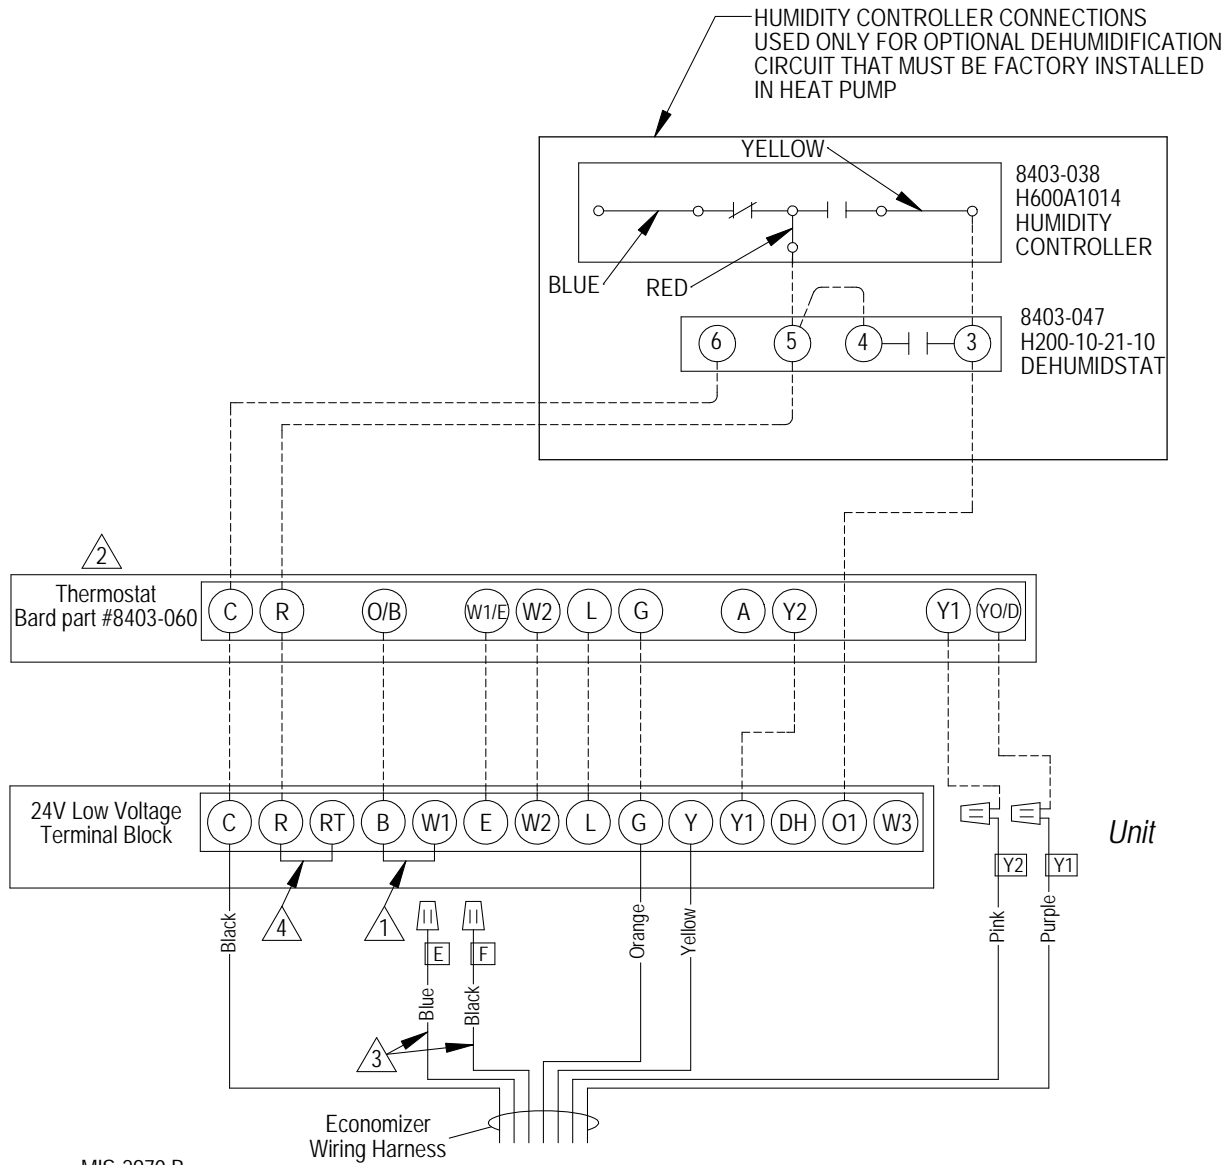 HUMIDITY CONTROLLER CONNECTIONS
USED ONLY FOR OPTIONAL DEHUMIDIFICATION
CIRCUIT THAT MUST BE FACTORY INSTALLED
IN HEAT PUMP
YELLOW
8403-038
H600A1014
HUMIDITY
CONTROLLER
BLUE
RED
8403-047
H200-10-21-10
DEHUMIDSTAT
6 5 4 3
2
Thermostat
Bard part #8403-060
C R O/B W1/E W2 L G A Y2 Y1 YO/D
24V Low Voltage
Terminal Block
C R RT B W1 E W2 L G Y Y1 DH O1 W3
Unit
Y2 Y1
4 1
E F
Black
Blue
Black
Orange
Yellow
Pink
Purple
3
Economizer
Wiring Harness